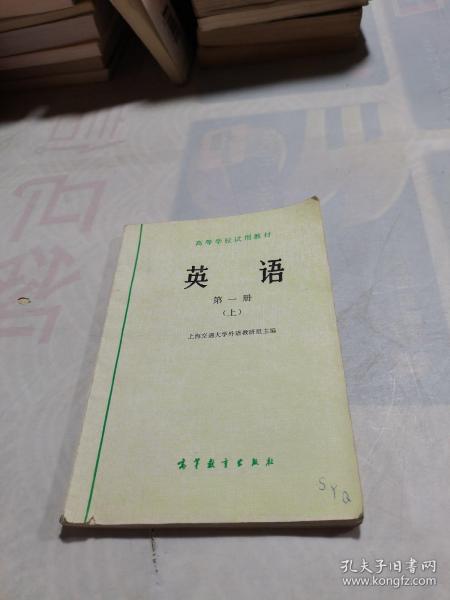 高等学校试用教材
英语
第一册
(上)
上海交通大学外语教研组主编
高等教育出版社
SYQ
孔夫子旧书网
www.kongfz.com